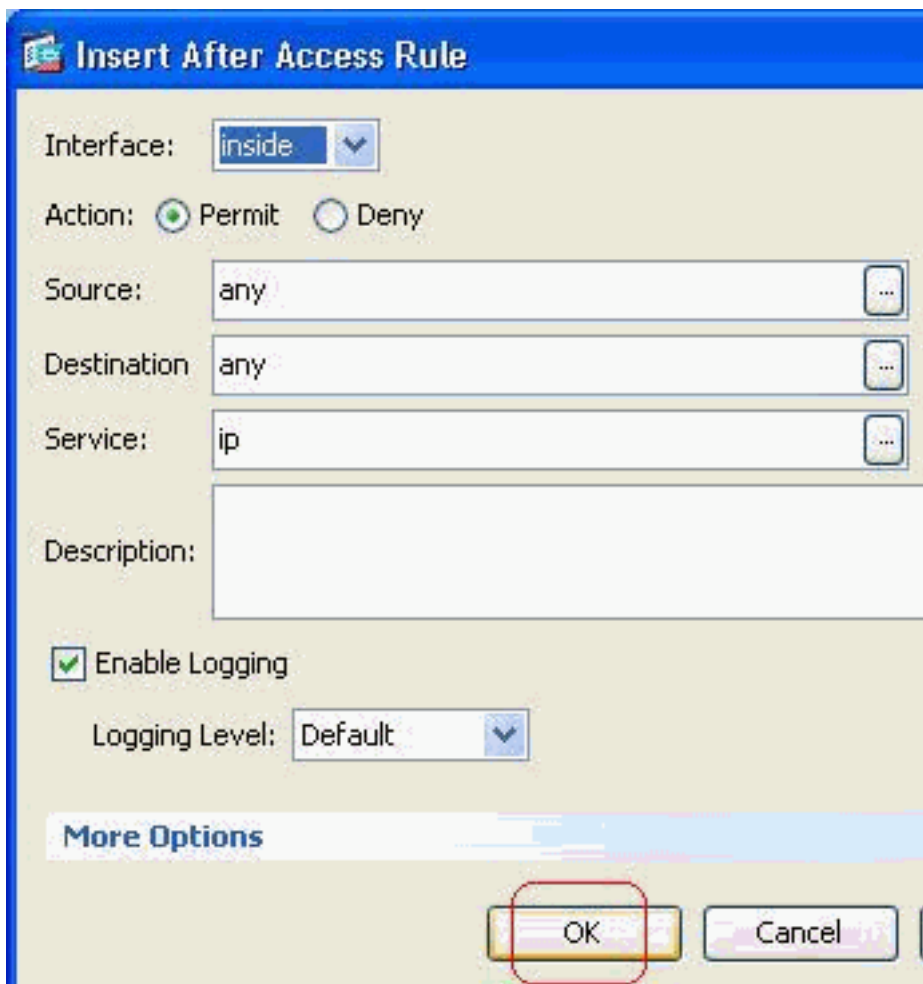 Insert After Access Rule
Interface: inside
Action: Permit Deny
Source: any ...
Destination any ...
Service: ip ...
Description:
Enable Logging
Logging Level: Default
More Options
OK Cancel